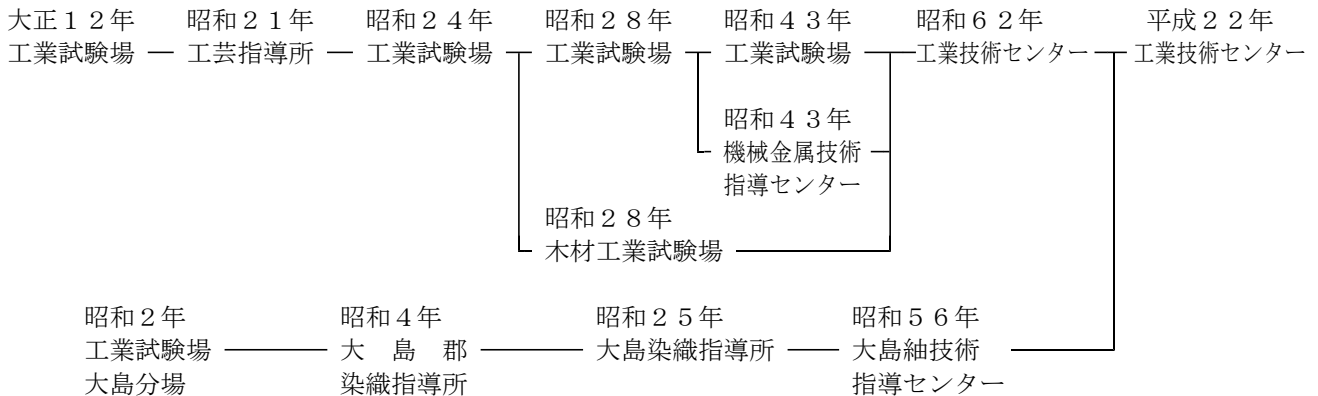 大正１２年 昭和２１年 昭和２４年 昭和２８年 昭和４３年 昭和６２年 平成２２年
工業試験場 工芸指導所 工業試験場 工業試験場 工業試験場 工業技術センター 工業技術センター
昭和４３年
機械金属技術
指導センター
昭和２８年
木材工業試験場
昭和２年 昭和４年 昭和２５年 昭和５６年
工業試験場 大　島　郡 大島染織指導所 大島紬技術
大島分場 染織指導所 指導センター